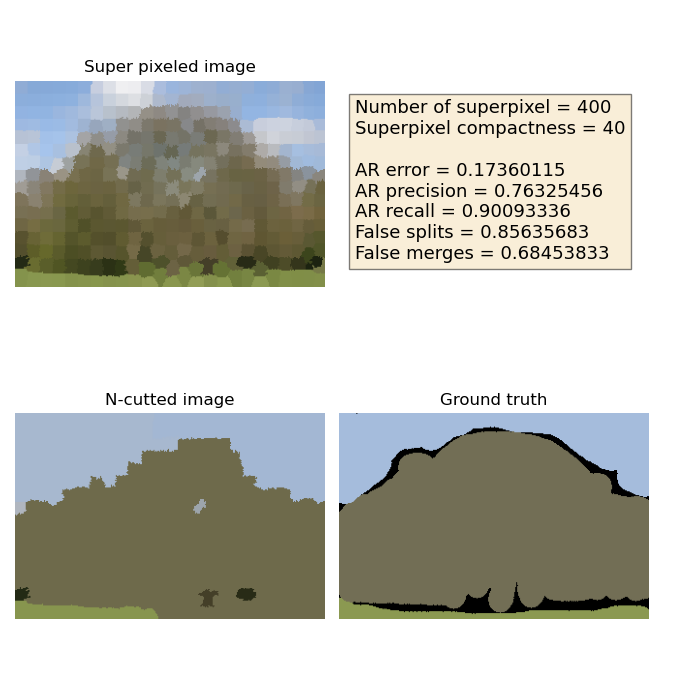 Super pixeled image
Number of superpixel = 400
Superpixel compactness = 40
AR error = 0.17360115
AR precision = 0.76325456
AR recall = 0.90093336
False splits = 0.85635683
False merges = 0.68453833
N-cutted image
Ground truth